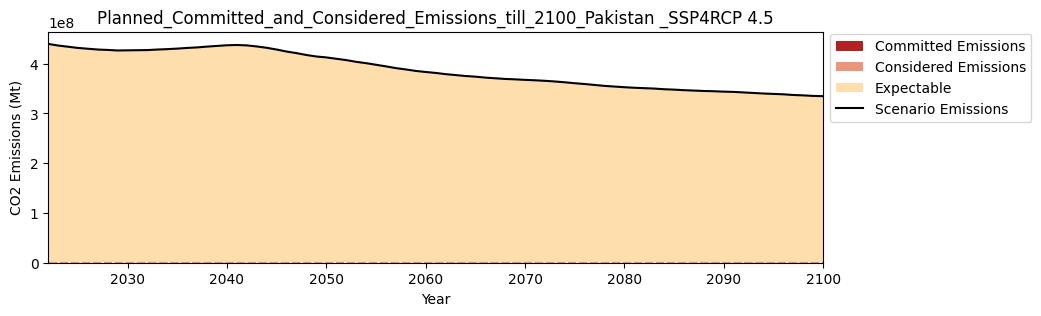 Planned_Committed_and_Considered_Emissions_till_2100_Pakistan _SSP4RCP 4.5
1e8
4
3
2
1
0
CO2 Emissions (Mt)
2030 2040 2050 2060 2070 2080 2090 2100
Year
Committed Emissions
Considered Emissions
Expectable
Scenario Emissions